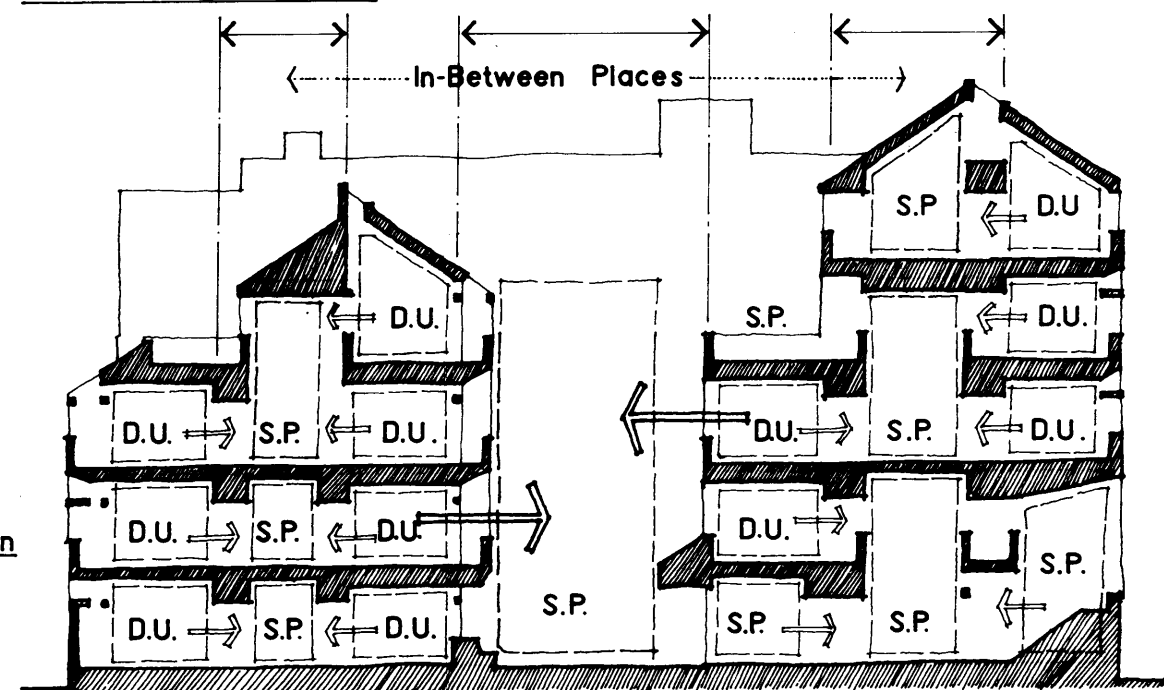 In-Between Places
S.P D.U
D.U. S.P. D.U.
D.U. S.P. D.U. D.U. S.P. D.U.
D.U. S.P. D.U. D.U. S.P.
S.P.
n
D.U. S.P. D.U. S.P. S.P.